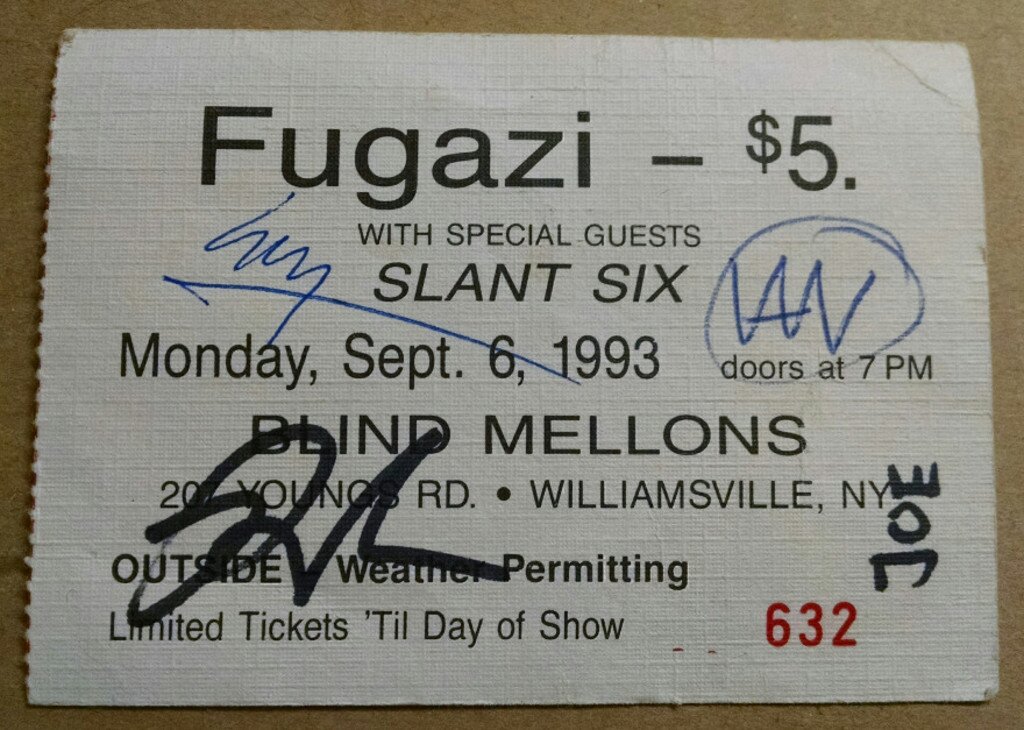 Fugazi – $5.
WITH SPECIAL GUESTS
SLANT SIX
Monday, Sept. 6, 1993
doors at 7 PM
BLIND MELLONS
207 YOUNGS RD. • WILLIAMSVILLE, NY
JOE
OUTSIDE – Weather Permitting
Limited Tickets 'Til Day of Show
632